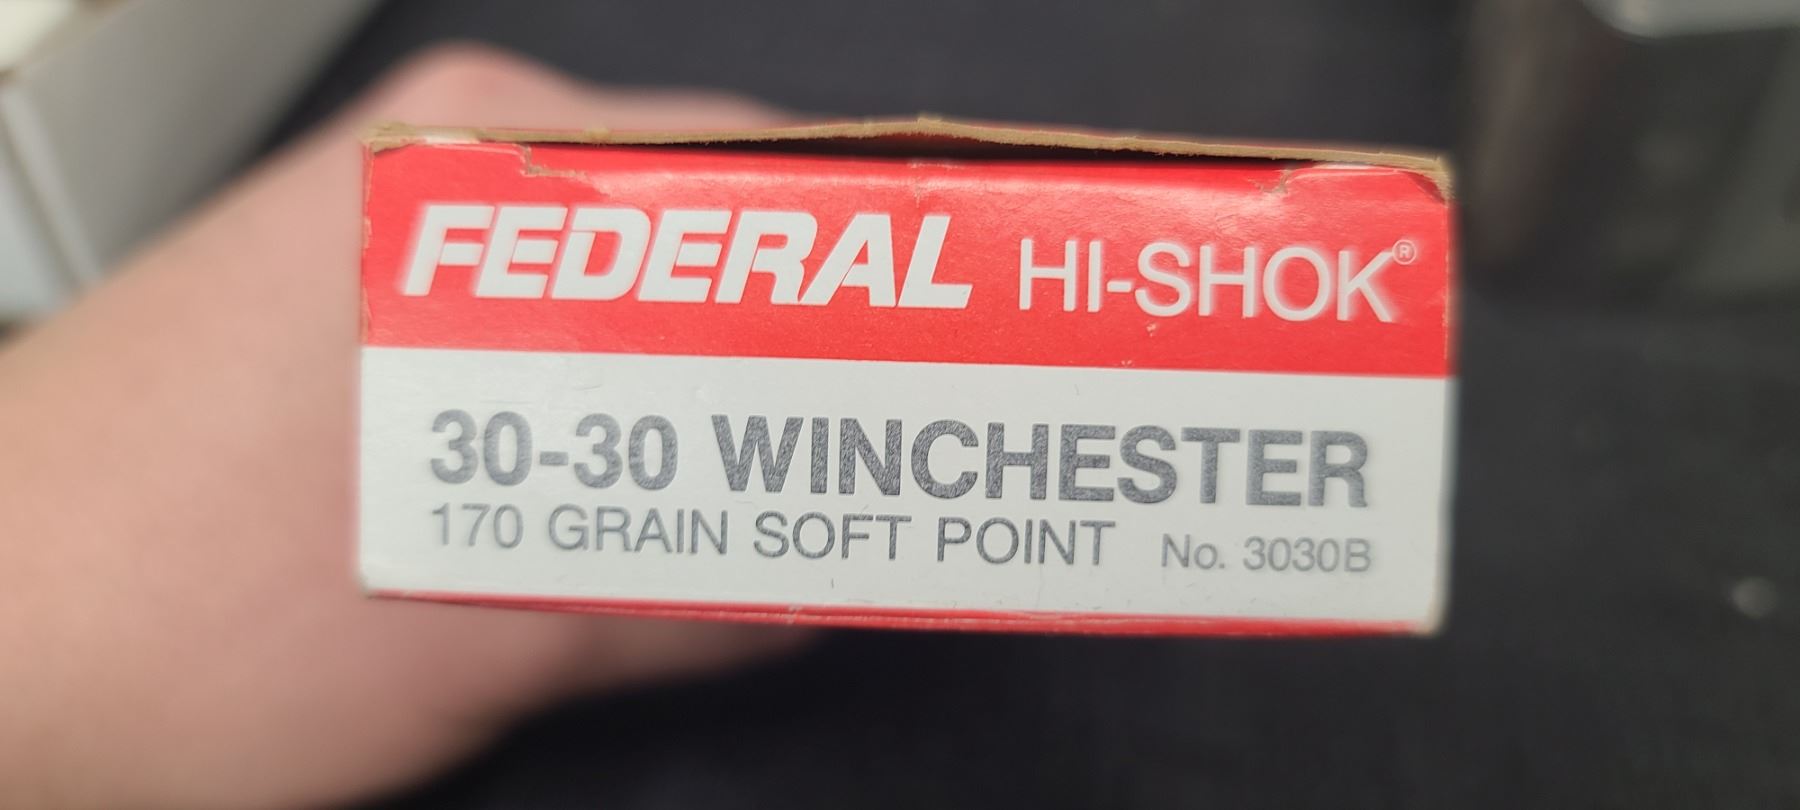 FEDERAL HI-SHOK®
30-30 WINCHESTER
170 GRAIN SOFT POINT No. 3030B